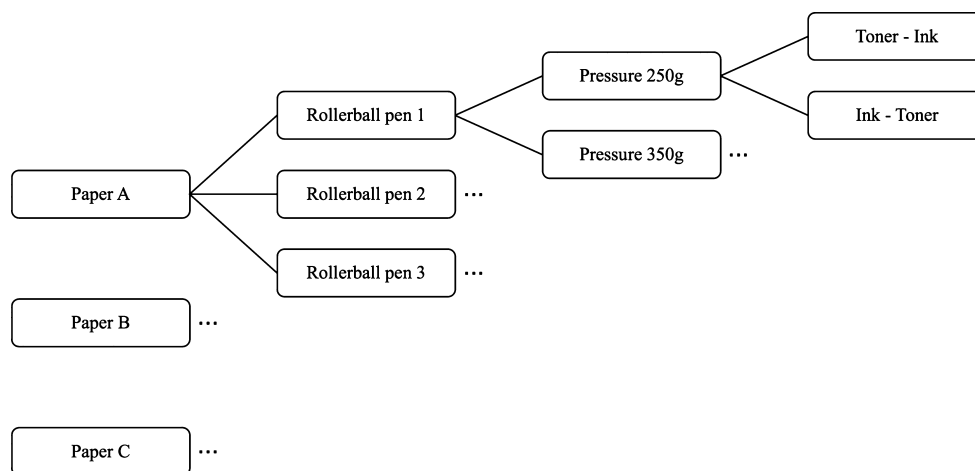 Toner - Ink
Pressure 250g
Rollerball pen 1
Ink - Toner
Pressure 350g ...
Paper A
Rollerball pen 2 ...
Rollerball pen 3 ...
Paper B ...
Paper C ...